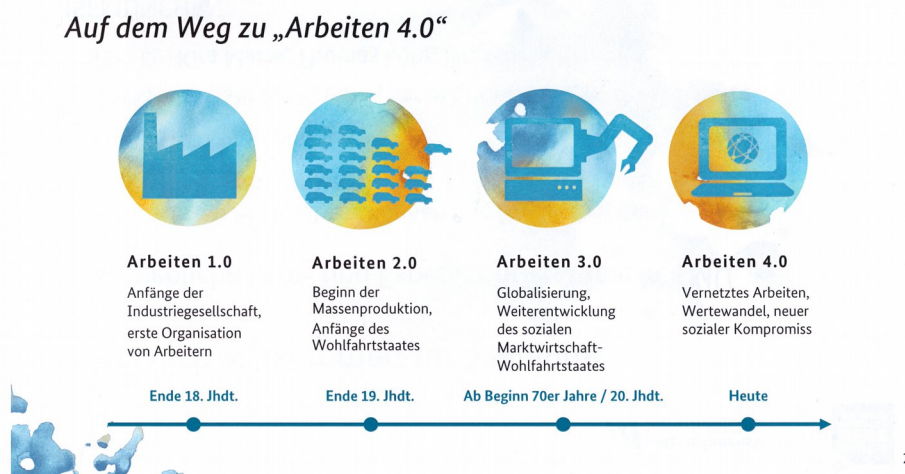 Auf dem Weg zu „Arbeiten 4.0“
Arbeiten 1.0
Anfänge der
Industriegesellschaft,
erste Organisation
von Arbeitern
Arbeiten 2.0
Beginn der
Massenproduktion,
Anfänge des
Wohlfahrtstaates
Arbeiten 3.0
Globalisierung,
Weiterentwicklung
des sozialen
Marktwirtschaft-
Wohlfahrtstaates
Arbeiten 4.0
Vernetztes Arbeiten,
Wertewandel, neuer
sozialer Kompromiss
Ende 18. Jhdt.
Ende 19. Jhdt.
Ab Beginn 70er Jahre / 20. Jhdt.
Heute